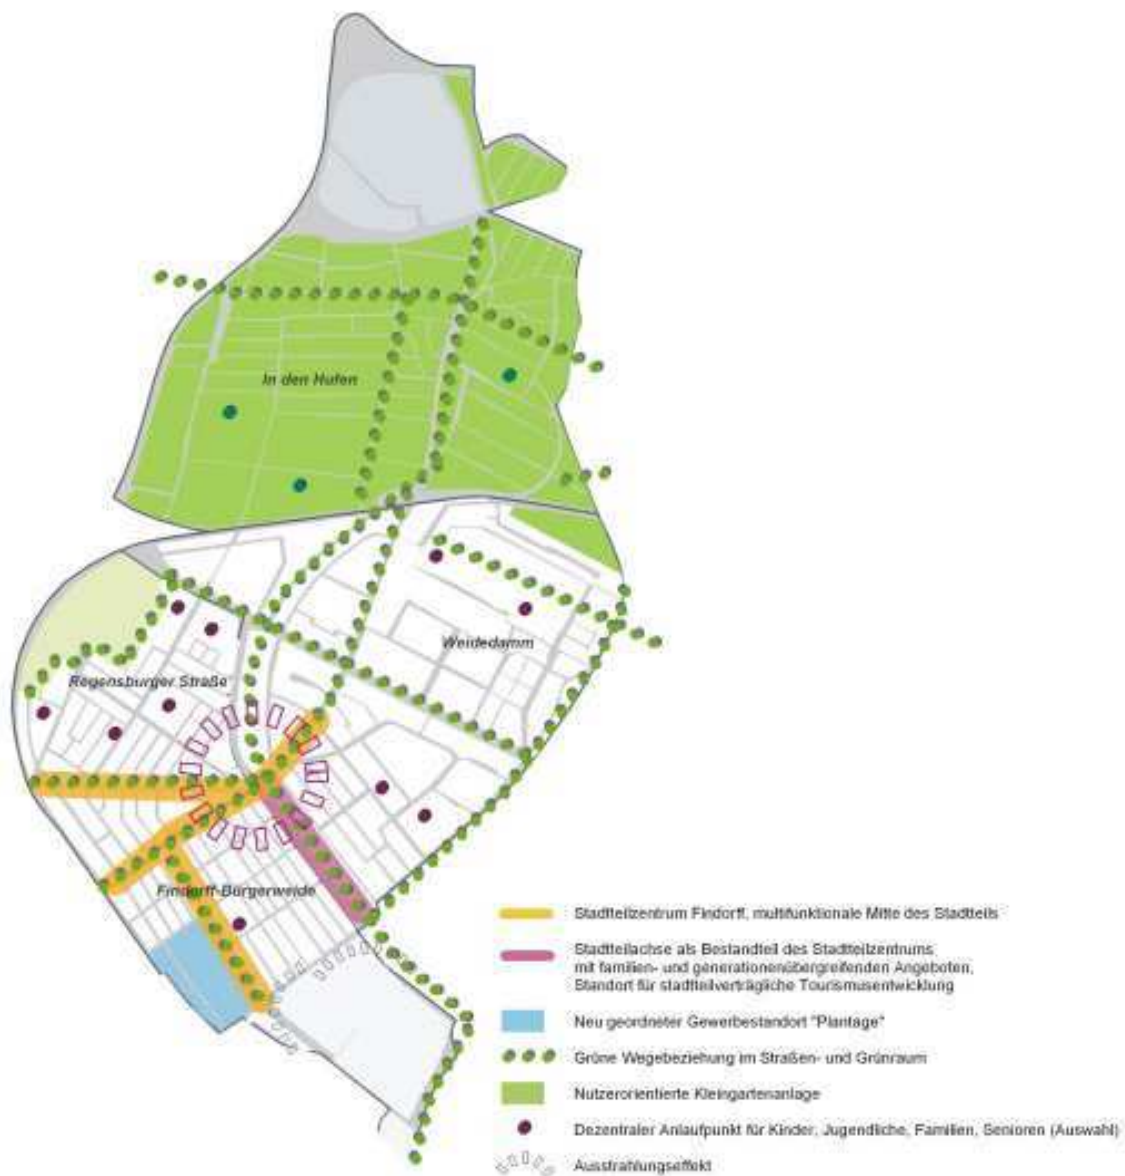 In den Hufen
Weidedamm
Regensburger Straße
Findorff-Bürgerweide
Stadtteilzentrum Findorff, multifunktionale Mitte des Stadtteils
Stadtteilachse als Bestandteil des Stadtteilzentrums,
mit familien- und generationenübergreifenden Angeboten,
Standort für stadtteilverträgliche Tourismusentwicklung
Neu geordneter Gewerbestandort "Plantage"
Grüne Wegebeziehung im Straßen- und Grünraum
Nutzerorientierte Kleingartenanlage
Dezentraler Anlaufpunkt für Kinder, Jugendliche, Familien, Senioren (Auswahl)
Ausstrahlungseffekt